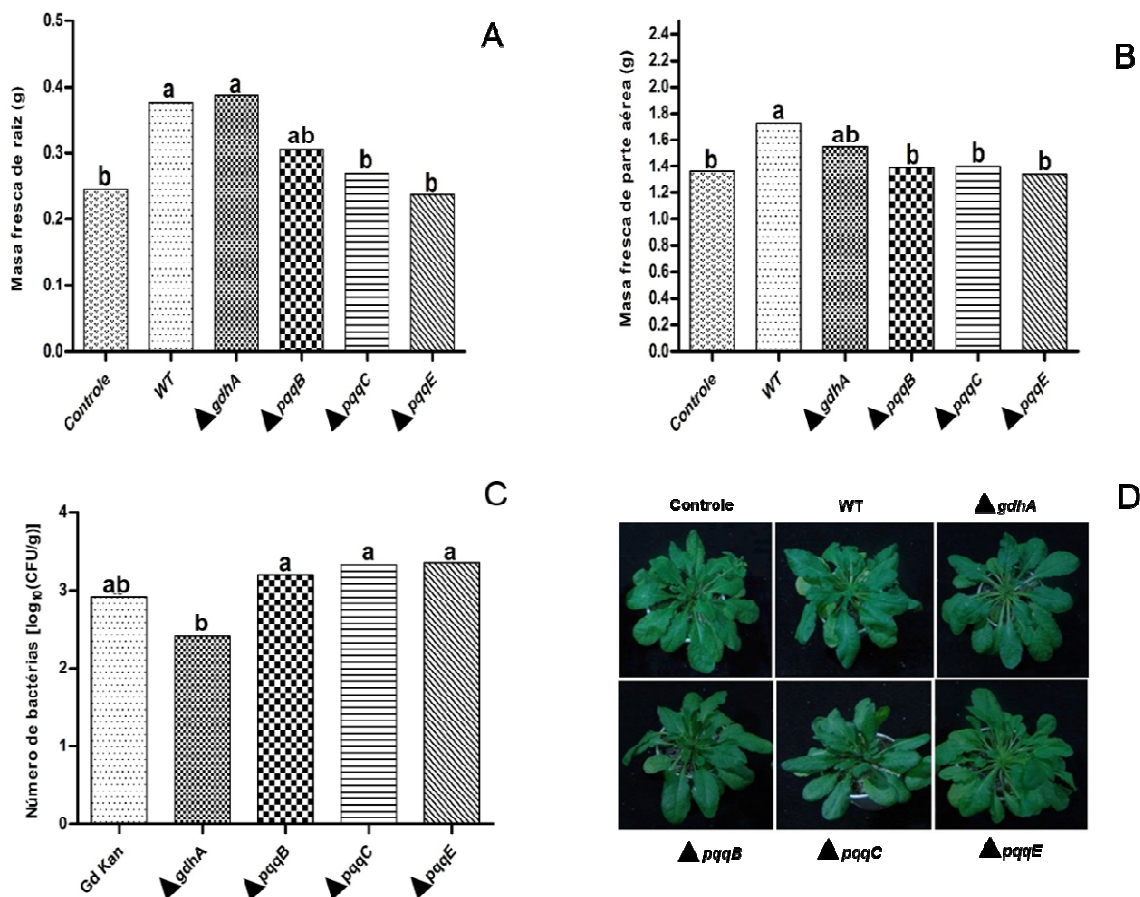 A
Masa fresca de raiz (g)
0.5
0.4
0.3
0.2
0.1
0.0
b
a
a
ab
b
b
Controle
WT
▲gdhA
▲pqqB
▲pqqC
▲pqqE
B
Masa fresca de parte aérea (g)
2.4
2.2
2.0
1.8
1.6
1.4
1.2
1.0
0.8
0.6
0.4
0.2
0.0
b
a
ab
b
b
b
Controle
WT
▲gdhA
▲pqqB
▲pqqC
▲pqqE
C
Número de bactérias [log10(CFU/g)]
4
3
2
1
0
ab
b
a
a
a
Gd Kan
▲gdhA
▲pqqB
▲pqqC
▲pqqE
D
Controle WT ▲gdhA
▲pqqB ▲pqqC ▲pqqE